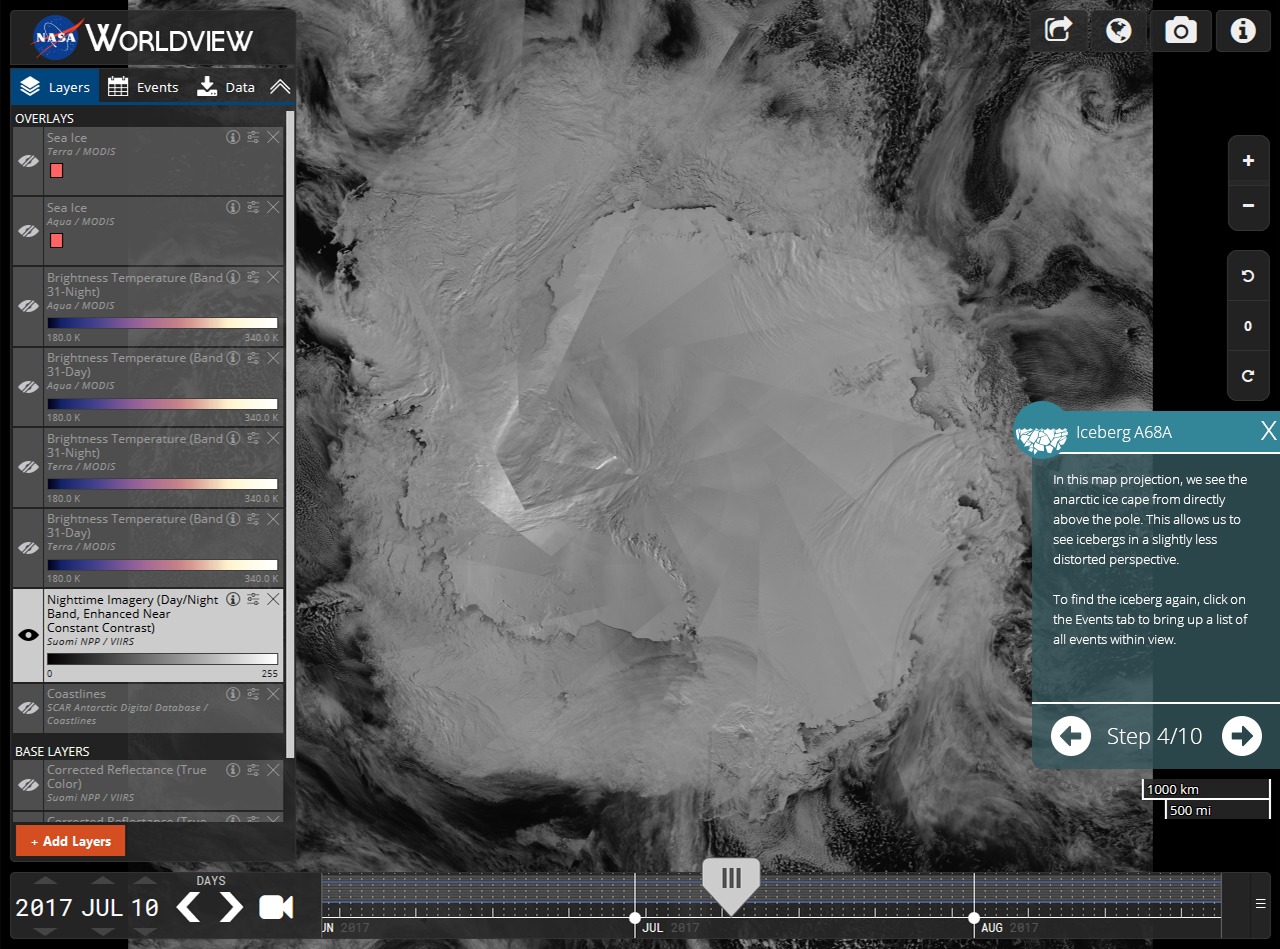 NASA WORLDVIEW
Layers Events Data
OVERLAYS
Sea Ice
Terra / MODIS
Sea Ice
Aqua / MODIS
Brightness Temperature (Band
31-Night)
Aqua / MODIS
180.0 K 340.0 K
Brightness Temperature (Band
31-Day)
Aqua / MODIS
180.0 K 340.0 K
Brightness Temperature (Band
31-Night)
Terra / MODIS
180.0 K 340.0 K
Brightness Temperature (Band
31-Day)
Terra / MODIS
180.0 K 340.0 K
Nighttime Imagery (Day/Night
Band, Enhanced Near
Constant Contrast)
Suomi NPP / VIIRS
0 255
Coastlines
SCAR Antarctic Digital Database /
Coastlines
BASE LAYERS
Corrected Reflectance (True
Color)
Suomi NPP / VIIRS
Corrected Reflectance (True
+ Add Layers
+
−
0
Iceberg A68A X
In this map projection, we see the
anarctic ice cape from directly
above the pole. This allows us to
see icebergs in a slightly less
distorted perspective.
To find the iceberg again, click on
the Events tab to bring up a list of
all events within view.
Step 4/10
1000 km
500 mi
DAYS
2017 JUL 10
UN 2017 JUL 2017 AUG 2017